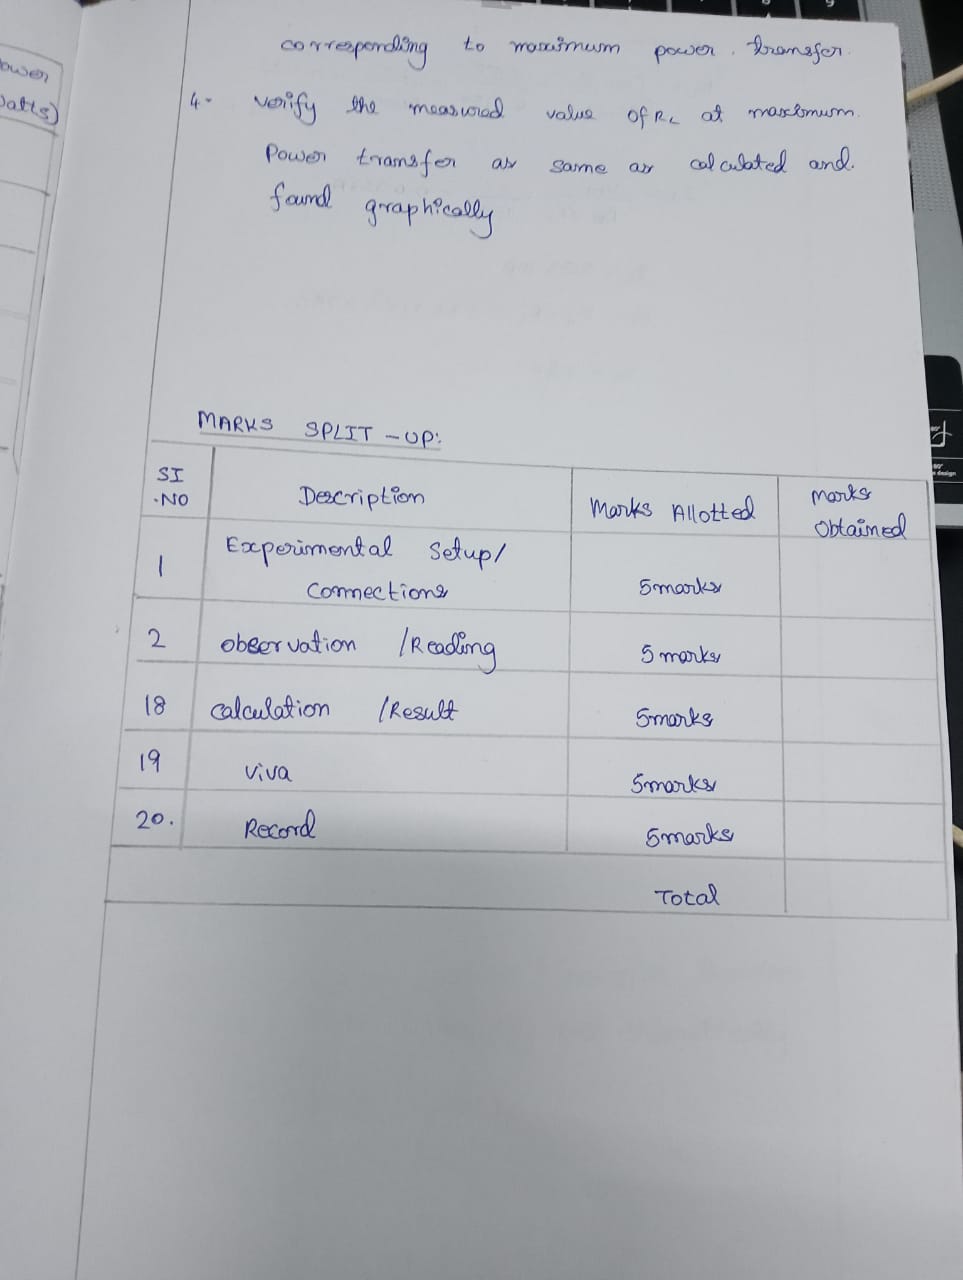 ower
atts)
corresponding to maximum power. transfer.
4. verify the measured value of RL at maximum.
Power transfer as same as calculated and.
found graphically
MARKS SPLIT-UP:
SI .NO Description Marks Allotted Marks Obtained
1 Experimental Setup/ Connections 5marks
2 observation /Reading 5 marks
18 calculation /Result 5marks
19 viva 5marks
20. Record 5marks
Total